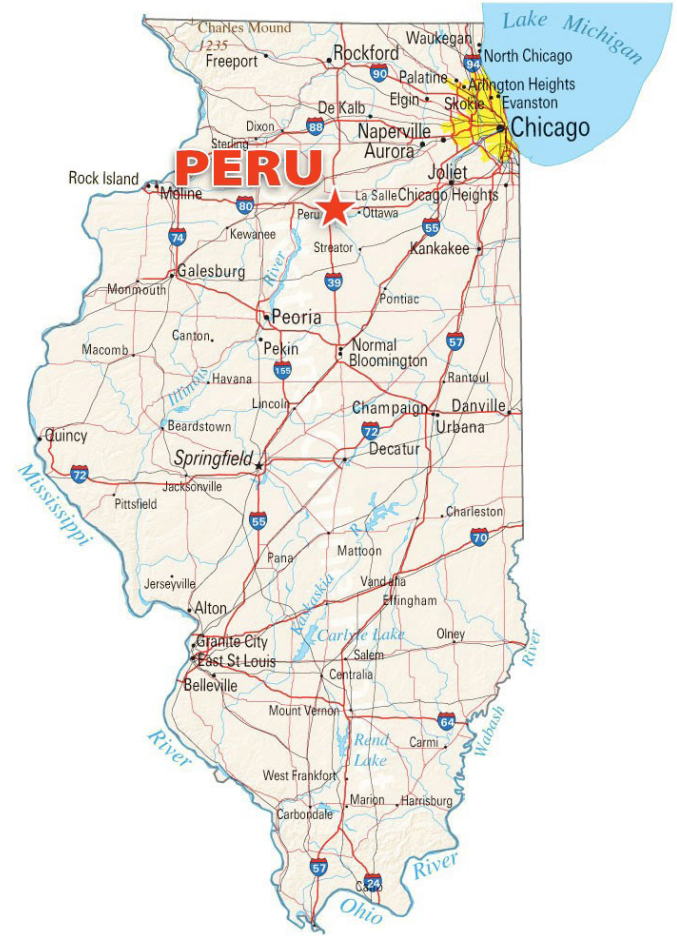 Charles Mound
1235
Freeport
Rockford
Waukegan
North Chicago
Lake Michigan
94
90
Palatine
Arlington Heights
Elgin
Skokie
Evanston
De Kalb
Dixon
88
Naperville
Chicago
Sterling
Aurora
PERU
Joliet
Rock Island
Moline
La Salle
Chicago Heights
80
Peru
Ottawa
55
74
Kewanee
Streator
Kankakee
Galesburg
River
39
Monmouth
Pontiac
Peoria
Canton
Normal
57
Macomb
Pekin
Bloomington
155
Rantoul
Illinois
Havana
Lincoln
Champaign
Danville
Beardstown
72
Urbana
Quincy
Springfield
Decatur
72
Jacksonville
Mississippi
Pittsfield
55
R
Charleston
70
Pana
Mattoon
Jerseyville
Vandalia
Kaskaskia
Effingham
Alton
Granite City
Carlyle Lake
Olney
River
East St Louis
Salem
Belleville
Centralia
Mount Vernon
64
Wabash
River
Rend
Lake
Carmi
West Frankfort
Marion
Harrisburg
Carbondale
57
24
River
Ohio